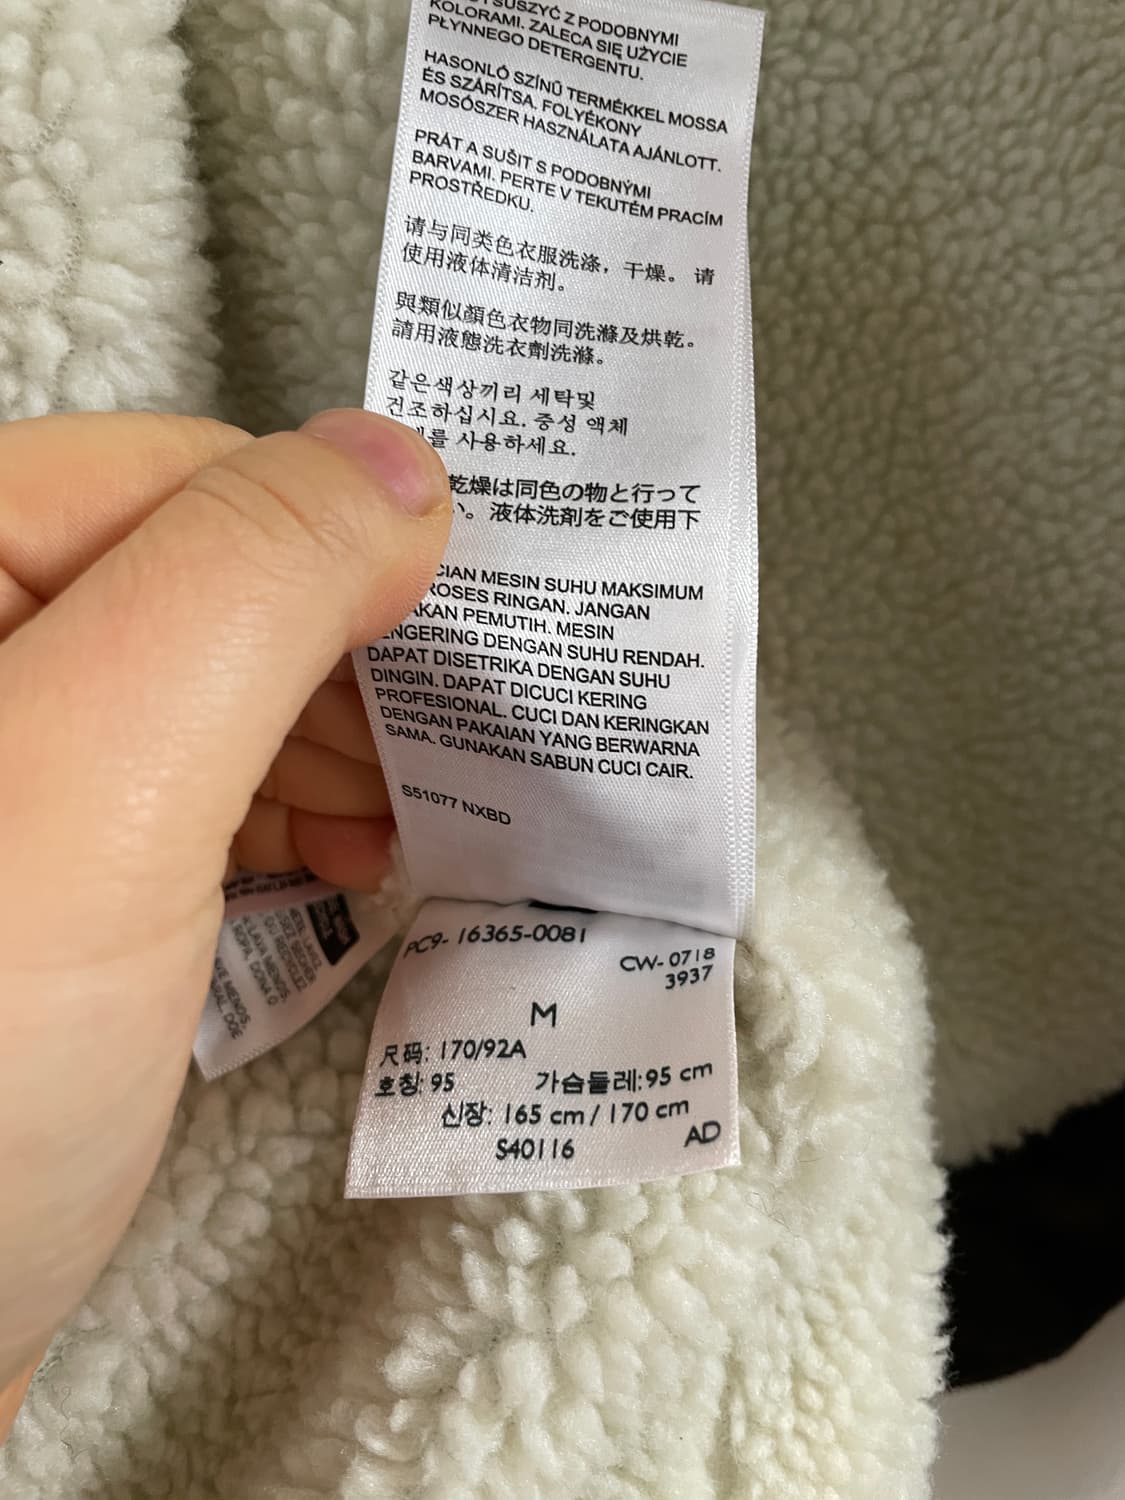 SUSZYĆ Z PODOBNYMI
KOLORAMI. ZALECA SIĘ UŻYCIE
PŁYNNEGO DETERGENTU.
HASONLÓ SZÍNŰ TERMÉKKEL MOSSA
ÉS SZÁRÍTSA. FOLYÉKONY
MOSÓSZER HASZNÁLATA AJÁNLOTT.
PRÁT A SUŠIT S PODOBNÝMI
BARVAMI. PERTE V TEKUTÉM PRACÍM
PROSTŘEDKU.
请与同类色衣服洗涤，干燥。请
使用液体清洁剂。
與類似顏色衣物同洗滌及烘乾。
請用液態洗衣劑洗滌。
같은색상끼리 세탁및
건조하십시요. 중성 액체
를 사용하세요.
乾燥は同色の物と行って
い。液体洗剤をご使用下
CIAN MESIN SUHU MAKSIMUM
ROSES RINGAN. JANGAN
AKAN PEMUTIH. MESIN
ENGERING DENGAN SUHU RENDAH.
DAPAT DISETRIKA DENGAN SUHU
DINGIN. DAPAT DICUCI KERING
PROFESIONAL. CUCI DAN KERINGKAN
DENGAN PAKAIAN YANG BERWARNA
SAMA. GUNAKAN SABUN CUCI CAIR.
S51077 NXBD
PC9- 16365-0081
CW- 0718
3937
M
尺码: 170/92A
호칭: 95 가슴둘레: 95 cm
신장: 165 cm / 170 cm
S40116 AD